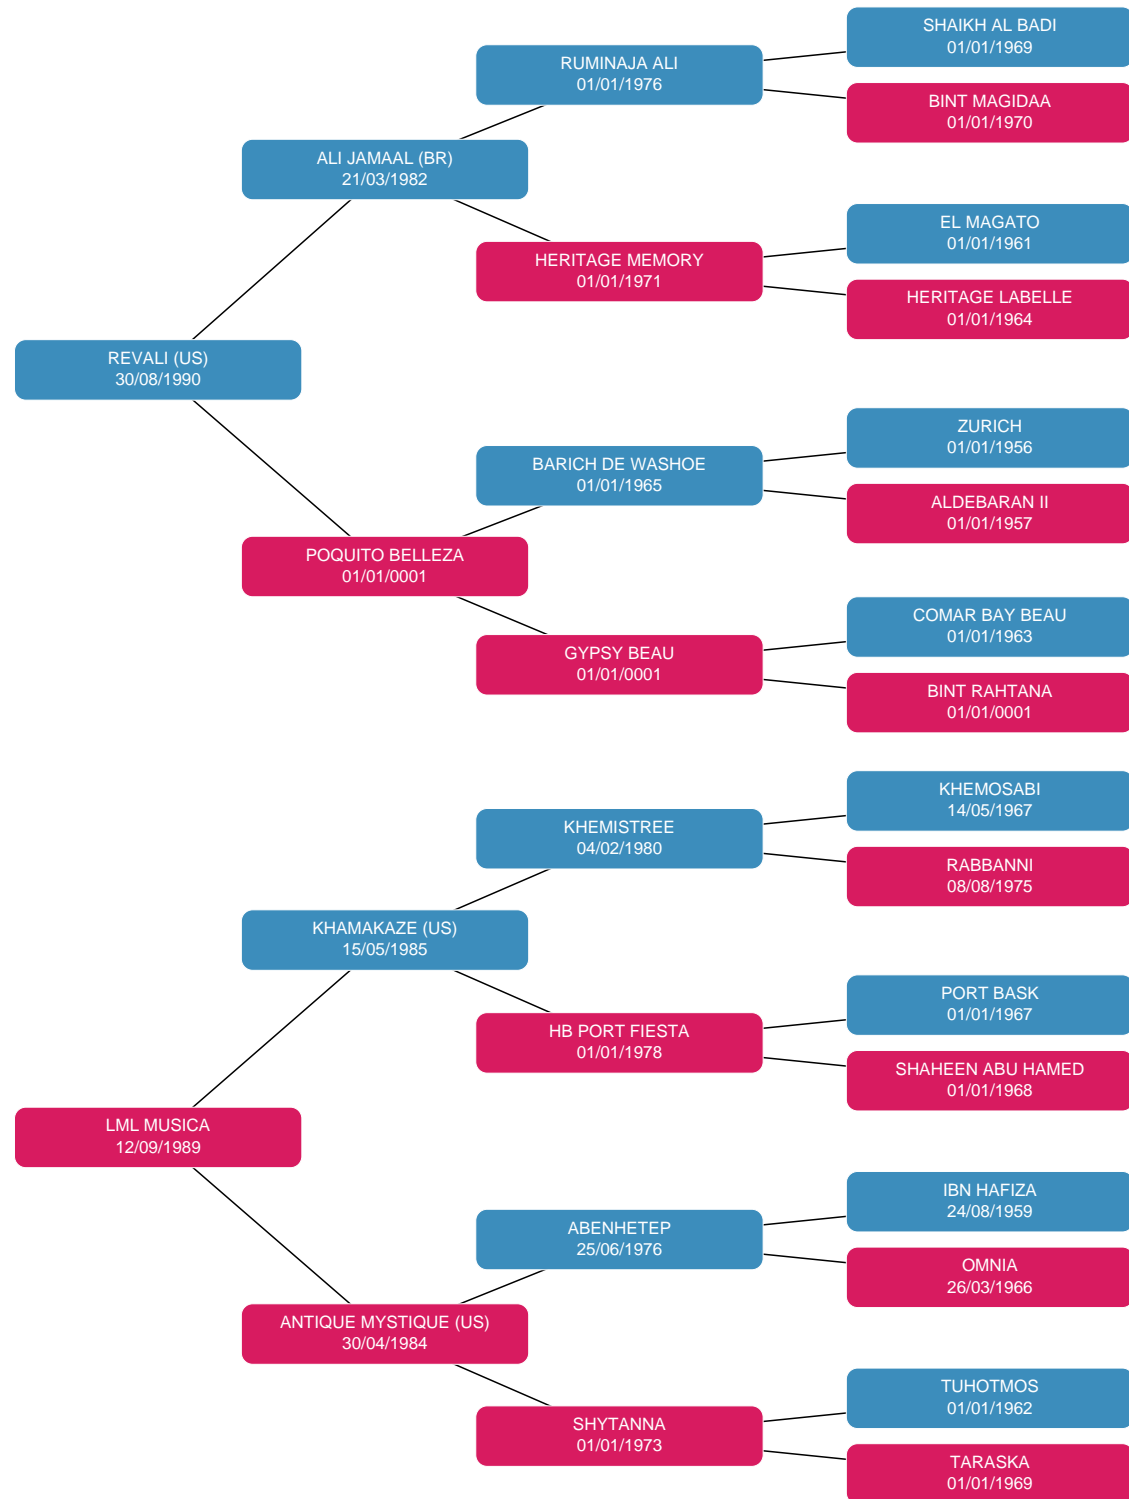 SHAIKH AL BADI
01/01/1969
RUMINAJA ALI
01/01/1976
BINT MAGIDAA
01/01/1970
ALI JAMAAL (BR)
21/03/1982
EL MAGATO
01/01/1961
HERITAGE MEMORY
01/01/1971
HERITAGE LABELLE
01/01/1964
REVALI (US)
30/08/1990
ZURICH
01/01/1956
BARICH DE WASHOE
01/01/1965
ALDEBARAN II
01/01/1957
POQUITO BELLEZA
01/01/0001
COMAR BAY BEAU
01/01/1963
GYPSY BEAU
01/01/0001
BINT RAHTANA
01/01/0001
KHEMOSABI
14/05/1967
KHEMISTREE
04/02/1980
RABBANNI
08/08/1975
KHAMAKAZE (US)
15/05/1985
PORT BASK
01/01/1967
HB PORT FIESTA
01/01/1978
SHAHEEN ABU HAMED
01/01/1968
LML MUSICA
12/09/1989
IBN HAFIZA
24/08/1959
ABENHETEP
25/06/1976
OMNIA
26/03/1966
ANTIQUE MYSTIQUE (US)
30/04/1984
TUHOTMOS
01/01/1962
SHYTANNA
01/01/1973
TARASKA
01/01/1969